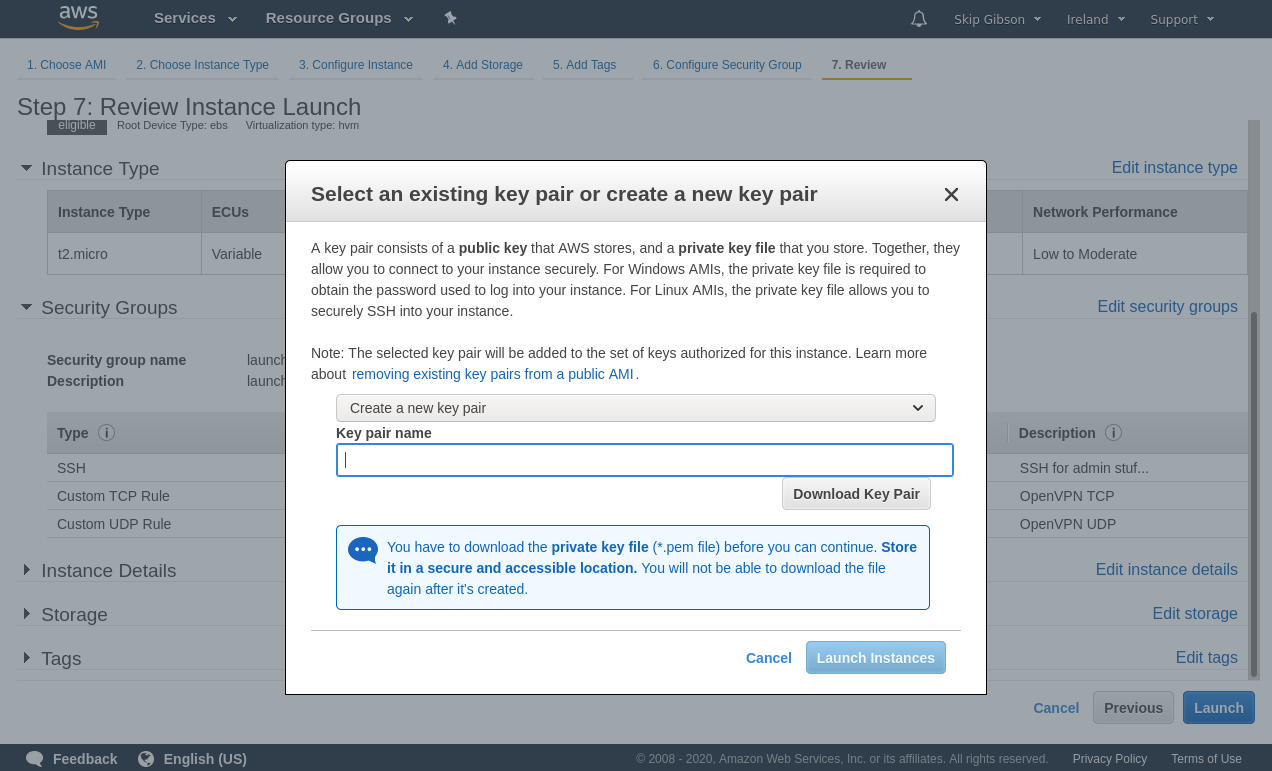 aws
Services
Resource Groups
Skip Gibson
Ireland
Support
1. Choose AMI
2. Choose Instance Type
3. Configure Instance
4. Add Storage
5. Add Tags
6. Configure Security Group
7. Review
Step 7: Review Instance Launch
eligible
Root Device Type: ebs
Virtualization type: hvm
Instance Type
Edit instance type
Instance Type
ECUs
Network Performance
t2.micro
Variable
Low to Moderate
Security Groups
Edit security groups
Security group name
launch
Description
launch
Type
Description
SSH
SSH for admin stuf...
Custom TCP Rule
OpenVPN TCP
Custom UDP Rule
OpenVPN UDP
Instance Details
Edit instance details
Storage
Edit storage
Tags
Edit tags
Select an existing key pair or create a new key pair
A key pair consists of a public key that AWS stores, and a private key file that you store. Together, they
allow you to connect to your instance securely. For Windows AMIs, the private key file is required to
obtain the password used to log into your instance. For Linux AMIs, the private key file allows you to
securely SSH into your instance.
Note: The selected key pair will be added to the set of keys authorized for this instance. Learn more
about removing existing key pairs from a public AMI.
Create a new key pair
Key pair name
Download Key Pair
You have to download the private key file (*.pem file) before you can continue. Store
it in a secure and accessible location. You will not be able to download the file
again after it's created.
Cancel
Launch Instances
Cancel
Previous
Launch
Feedback
English (US)
© 2008 - 2020, Amazon Web Services, Inc. or its affiliates. All rights reserved.
Privacy Policy
Terms of Use